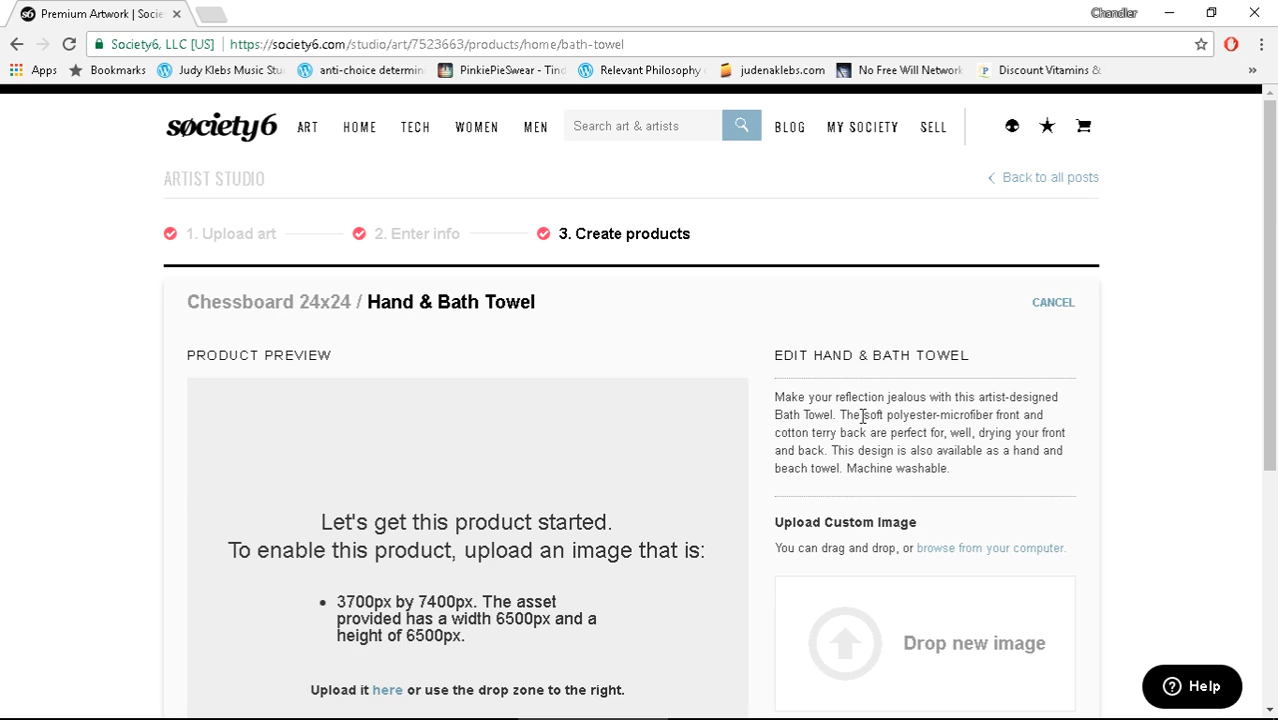 Premium Artwork | Socie
Chandler
Society6, LLC [US] https://society6.com/studio/art/7523663/products/home/bath-towel
Apps Bookmarks Judy Klebs Music Stu anti-choice determin PinkiePieSwear - Tind Relevant Philosophy judenaklebs.com No Free Will Network Discount Vitamins & »
society6 ART HOME TECH WOMEN MEN Search art & artists BLOG MY SOCIETY SELL
ARTIST STUDIO
Back to all posts
1. Upload art 2. Enter info 3. Create products
Chessboard 24x24 / Hand & Bath Towel
CANCEL
PRODUCT PREVIEW
Let's get this product started.
To enable this product, upload an image that is:
• 3700px by 7400px. The asset
provided has a width 6500px and a
height of 6500px.
Upload it here or use the drop zone to the right.
EDIT HAND & BATH TOWEL
Make your reflection jealous with this artist-designed
Bath Towel. The soft polyester-microfiber front and
cotton terry back are perfect for, well, drying your front
and back. This design is also available as a hand and
beach towel. Machine washable.
Upload Custom Image
You can drag and drop, or browse from your computer.
Drop new image
Help